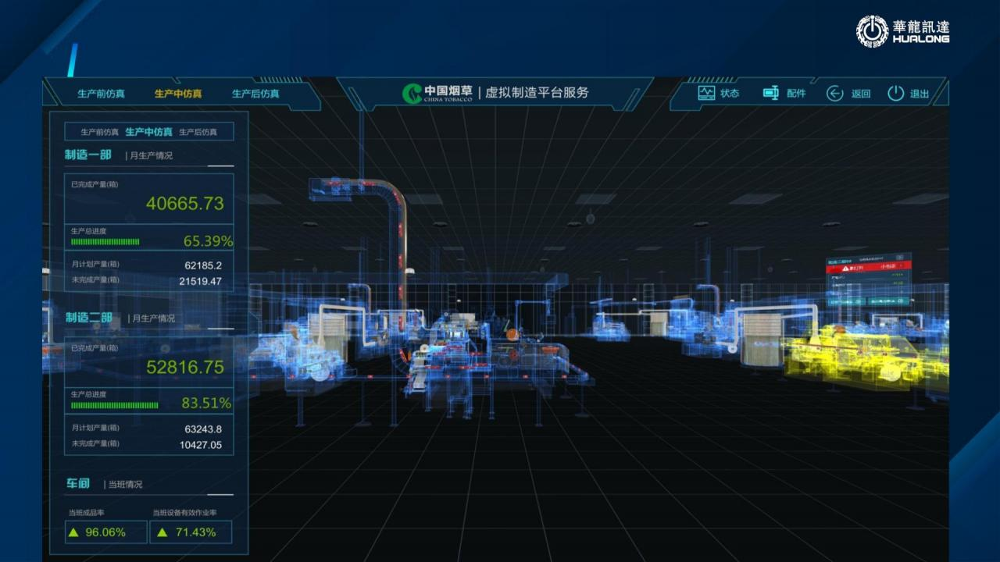 華龍訊達
HUALONG
生产前仿真 生产中仿真 生产后仿真
中国烟草
CHINA TOBACCO
虚拟制造平台服务
状态 配件 返回 退出
生产前仿真 生产中仿真 生产后仿真
制造一部 | 月生产情况
已完成产量(箱)
40665.73
生产总进度
65.39%
月计划产量(箱) 62185.2
未完成产量(箱) 21519.47
制造二部 | 月生产情况
已完成产量(箱)
52816.75
生产总进度
83.51%
月计划产量(箱) 63243.8
未完成产量(箱) 10427.05
车间 | 当班情况
当班成品率 当班设备有效作业率
96.06% 71.43%